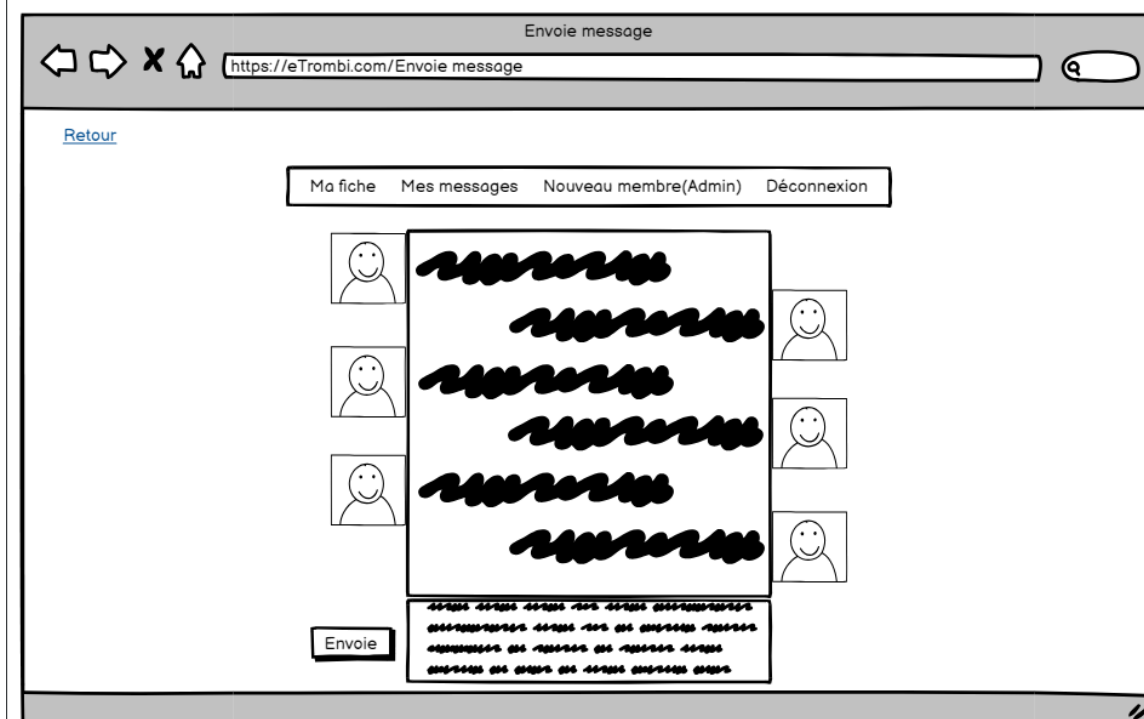 Envoie message
https://eTrombi.com/Envoie message
Retour
Ma fiche Mes messages Nouveau membre(Admin) Déconnexion
Envoie